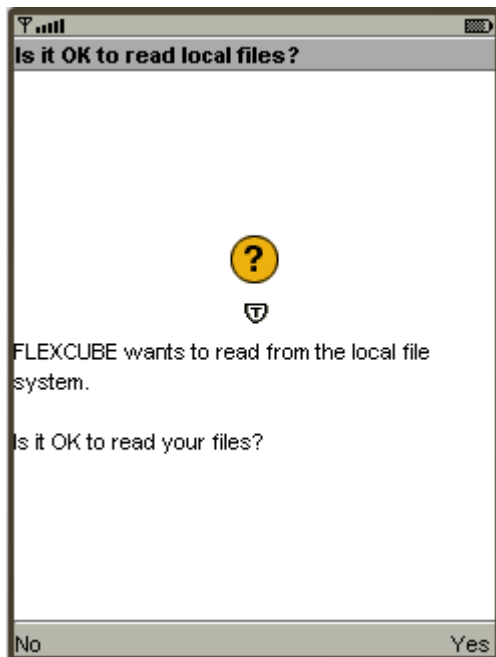 Is it OK to read local files?
?
T
FLEXCUBE wants to read from the local file
system.
Is it OK to read your files?
No Yes